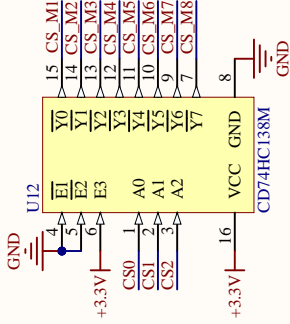 CS_M1
CS_M2
CS_M3
CS_M4
CS_M5
CS_M6
CS_M7
CS_M8
15
14
13
12
11
10
9
7
8
GND
Y0
Y1
Y2
Y3
Y4
Y5
Y6
Y7
GND
U12
E1
E2
E3
A0
A1
A2
VCC
CD74HC138M
4
5
6
1
2
3
16
GND
+3.3V
CS0
CS1
CS2
+3.3V